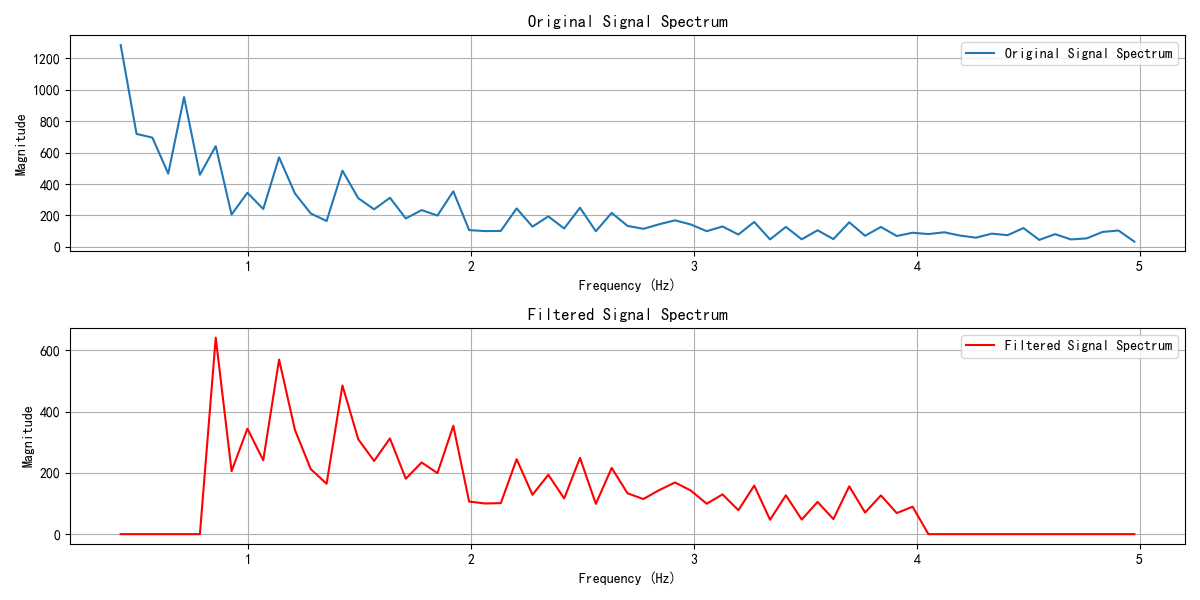 Original Signal Spectrum
Original Signal Spectrum
Magnitude
1200
1000
800
600
400
200
0
1 2 3 4 5
Frequency (Hz)
Filtered Signal Spectrum
Filtered Signal Spectrum
Magnitude
600
400
200
0
1 2 3 4 5
Frequency (Hz)